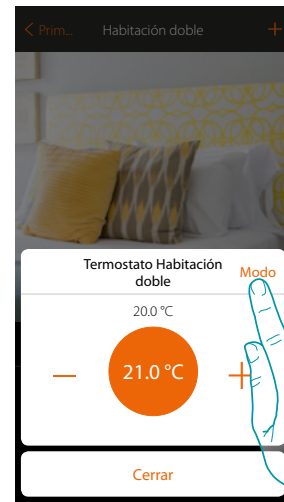 Prim...
Habitación doble
+
Termostato Habitación
doble
Modo
20.0 °C
— 21.0 °C +
Cerrar